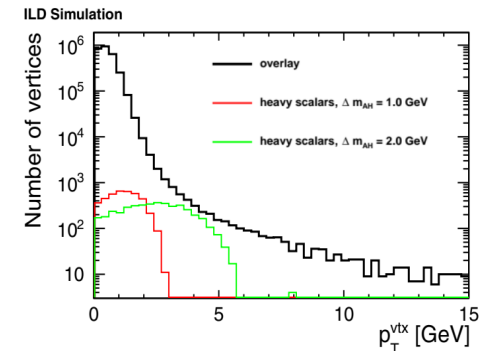 ILD Simulation
Number of vertices
10⁶
10⁵
10⁴
10³
10²
10
overlay
heavy scalars, Δ m_AH = 1.0 GeV
heavy scalars, Δ m_AH = 2.0 GeV
0 5 10 15
p_T^vtx [GeV]